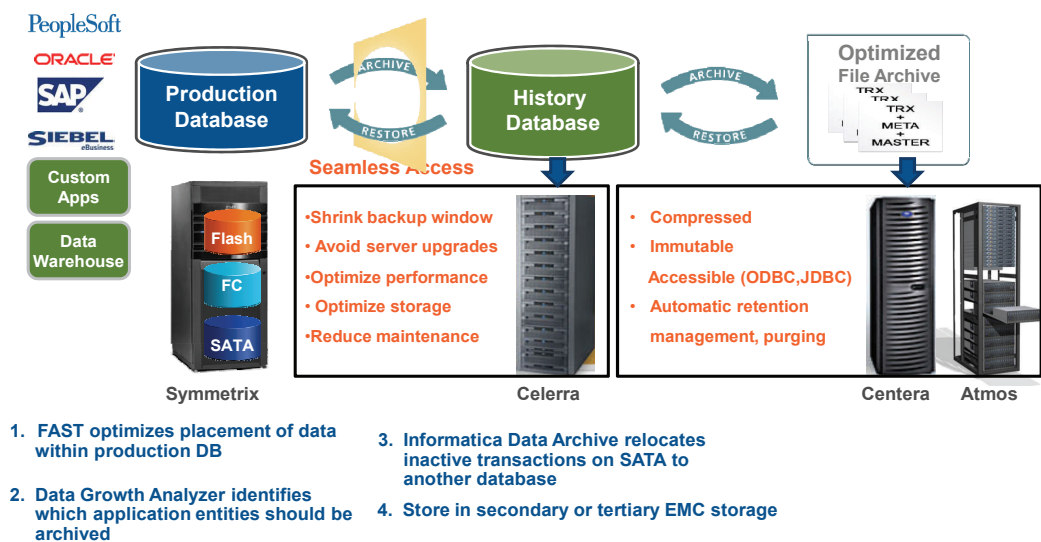 PeopleSoft
ORACLE
SAP
SIEBEL
eBusiness
Custom
Apps
Data
Warehouse
Production
Database
ARCHIVE
RESTORE
Seamless Access
History
Database
ARCHIVE
RESTORE
Optimized
File Archive
TRX
TRX
TRX
+
META
+
MASTER
Flash
FC
SATA
Symmetrix
•Shrink backup window
• Avoid server upgrades
•Optimize performance
• Optimize storage
•Reduce maintenance
Celerra
• Compressed
• Immutable
Accessible (ODBC,JDBC)
• Automatic retention
management, purging
Centera
Atmos
1. FAST optimizes placement of data
within production DB
2. Data Growth Analyzer identifies
which application entities should be
archived
3. Informatica Data Archive relocates
inactive transactions on SATA to
another database
4. Store in secondary or tertiary EMC storage